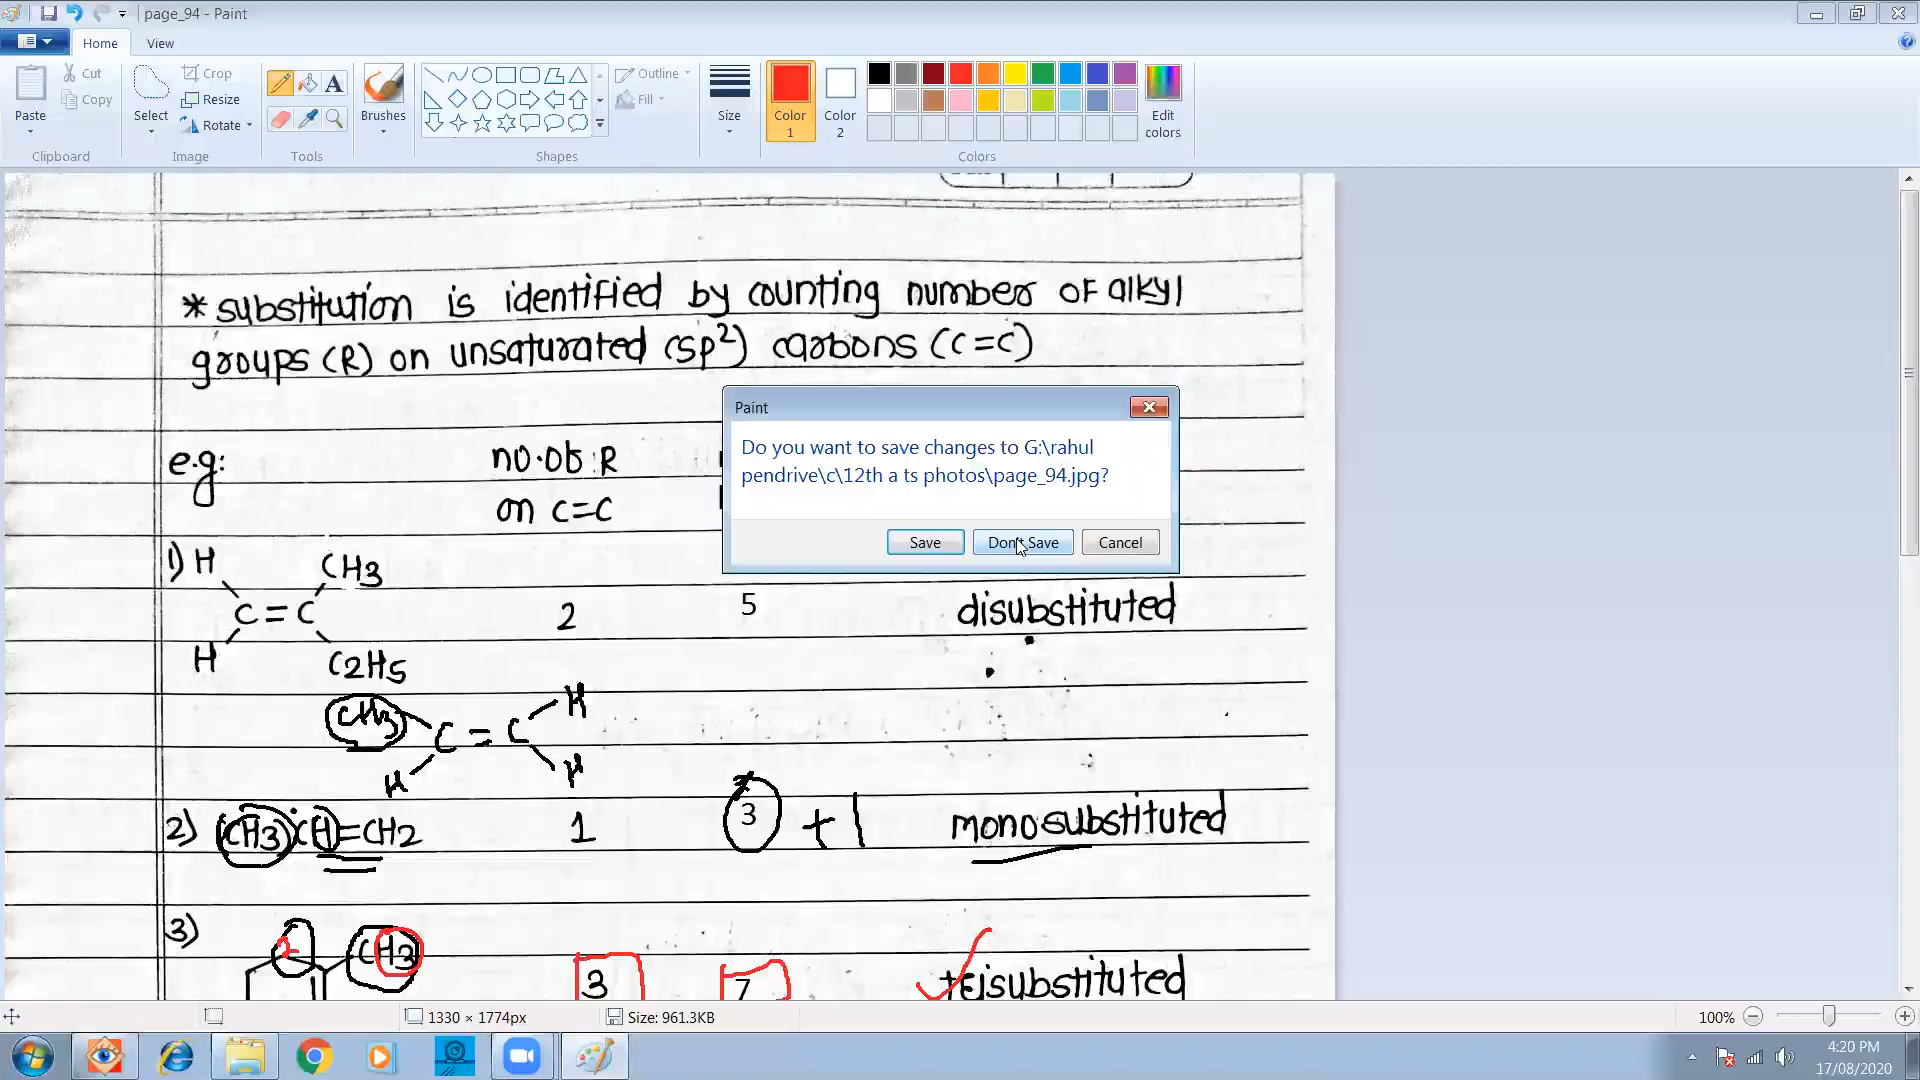 page_94 - Paint
Home View
Paste
Cut
Copy
Clipboard
Select
Crop
Resize
Rotate
Image
Tools
Brushes
Shapes
Outline
Fill
Size
Color 1
Color 2
Colors
Edit colors
*substitution is identified by counting number of alkyl
groups (R) on unsaturated (sp²) carbons (C=C)
e.g:
no.of R
on C=C
Paint
Do you want to save changes to G:\rahul
pendrive\c\12th a ts photos\page_94.jpg?
Save Don't Save Cancel
1) H CH3
C=C 2 5 disubstituted
H C2H5
CH3 C=C H
H H
2) CH3CH=CH2 1 3 +1 monosubstituted
3)
2 CH3
3 7 trisubstituted
1330 × 1774px Size: 961.3KB 100%
4:20 PM
17/08/2020